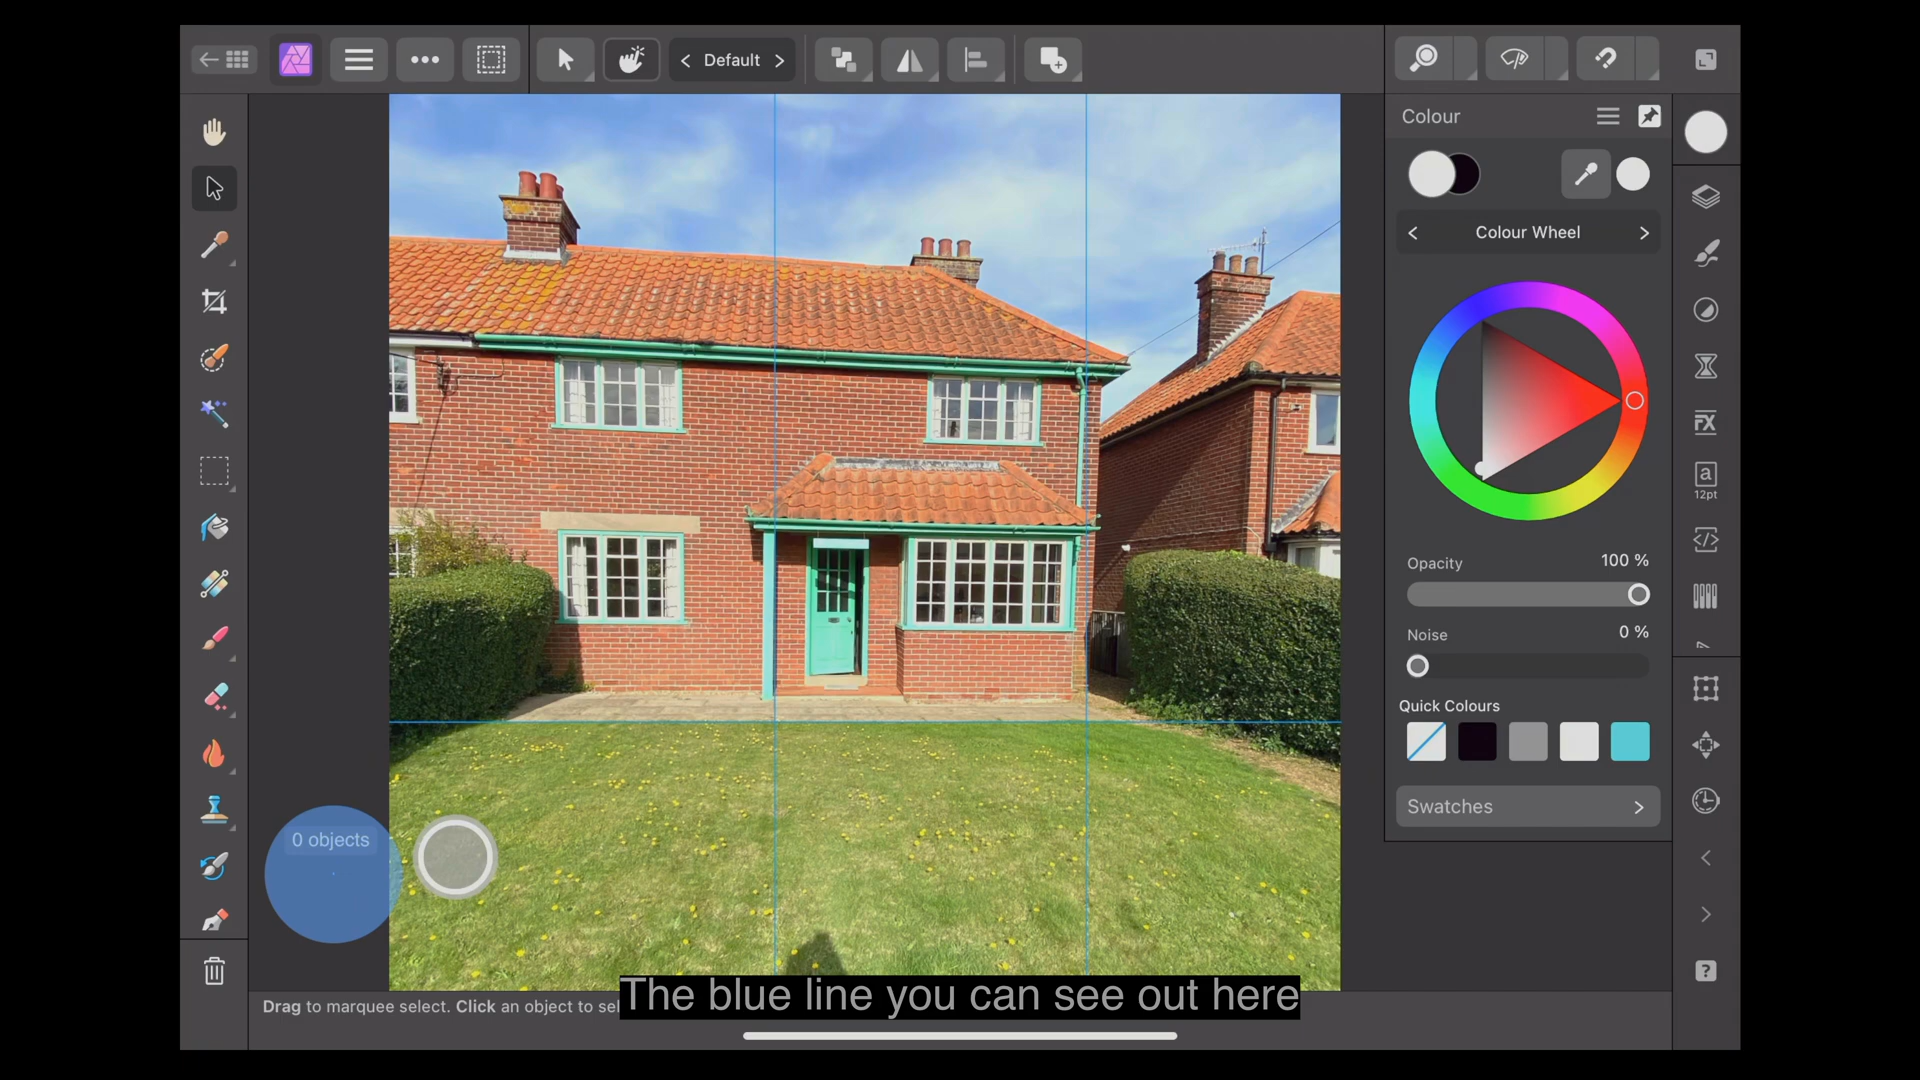 Default
Colour
Colour Wheel
Opacity
100 %
Noise
0 %
Quick Colours
Swatches
FX
a
12pt
?
0 objects
Drag to marquee select. Click an object to sel
The blue line you can see out here